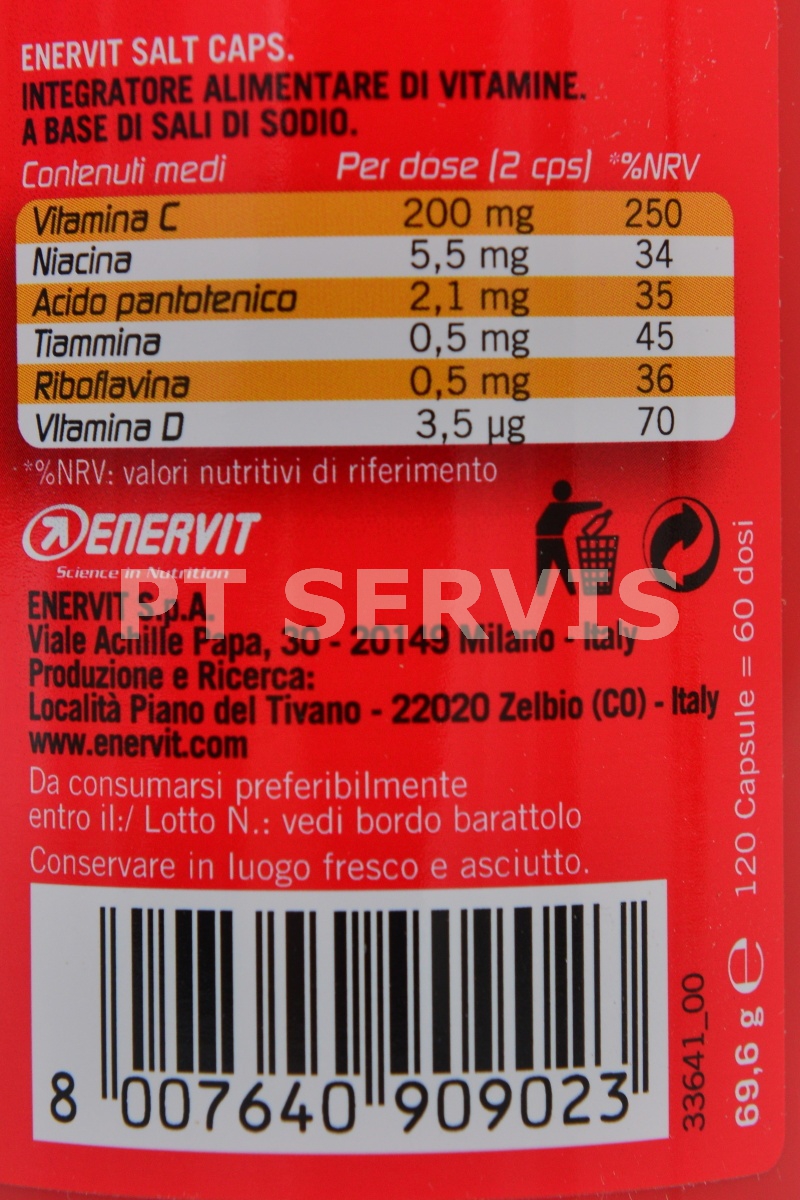 ENERVIT SALT CAPS.
INTEGRATORE ALIMENTARE DI VITAMINE.
A BASE DI SALI DI SODIO.
Contenuti medi Per dose (2 cps) *%NRV
Vitamina C 200 mg 250
Niacina 5,5 mg 34
Acido pantotenico 2,1 mg 35
Tiammina 0,5 mg 45
Riboflavina 0,5 mg 36
VItamina D 3,5 µg 70
*%NRV: valori nutritivi di riferimento
ENERVIT
Science in Nutrition
PT SERVIS
ENERVIT S.p.A.
Viale Achille Papa, 30 - 20149 Milano - Italy
Produzione e Ricerca:
Località Piano del Tivano - 22020 Zelbio (CO) - Italy
www.enervit.com
Da consumarsi preferibilmente
entro il:/ Lotto N.: vedi bordo barattolo
Conservare in luogo fresco e asciutto.
8 007640 909023
33641_00
69,6 g e 120 Capsule = 60 dosi